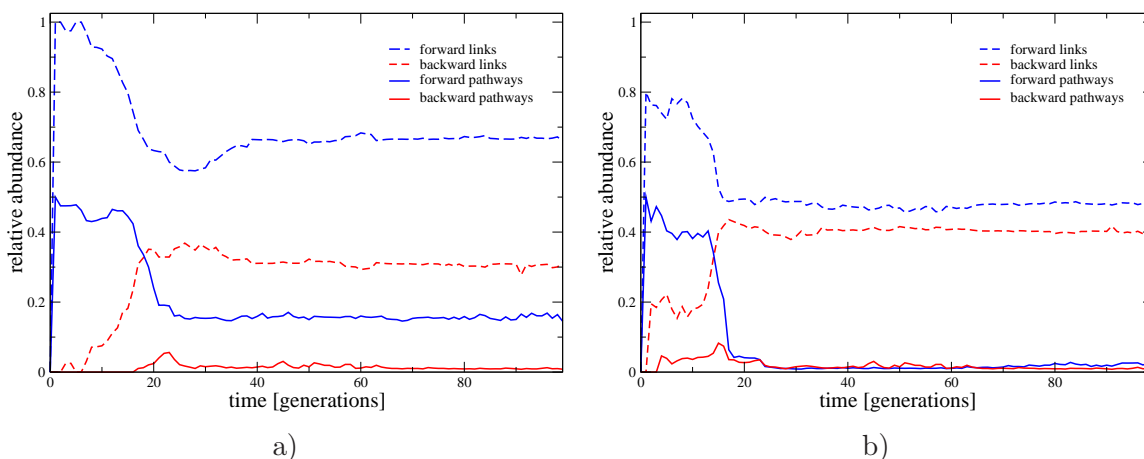 1
0.8
0.6
0.4
0.2
0
relative abundance
forward links
backward links
forward pathways
backward pathways
0 20 40 60 80
time [generations]
a)
1
0.8
0.6
0.4
0.2
0
relative abundance
forward links
backward links
forward pathways
backward pathways
0 20 40 60 80
time [generations]
b)